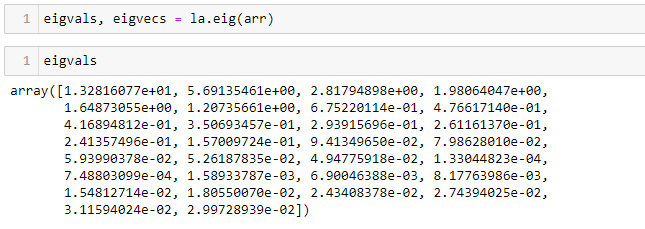 1 eigvals, eigvecs = la.eig(arr)
1 eigvals
array([1.32816077e+01, 5.69135461e+00, 2.81794898e+00, 1.98064047e+00,
1.64873055e+00, 1.20735661e+00, 6.75220114e-01, 4.76617140e-01,
4.16894812e-01, 3.50693457e-01, 2.93915696e-01, 2.61161370e-01,
2.41357496e-01, 1.57009724e-01, 9.41349650e-02, 7.98628010e-02,
5.93990378e-02, 5.26187835e-02, 4.94775918e-02, 1.33044823e-04,
7.48803099e-04, 1.58933787e-03, 6.90046388e-03, 8.17763986e-03,
1.54812714e-02, 1.80550070e-02, 2.43408378e-02, 2.74394025e-02,
3.11594024e-02, 2.99728939e-02])